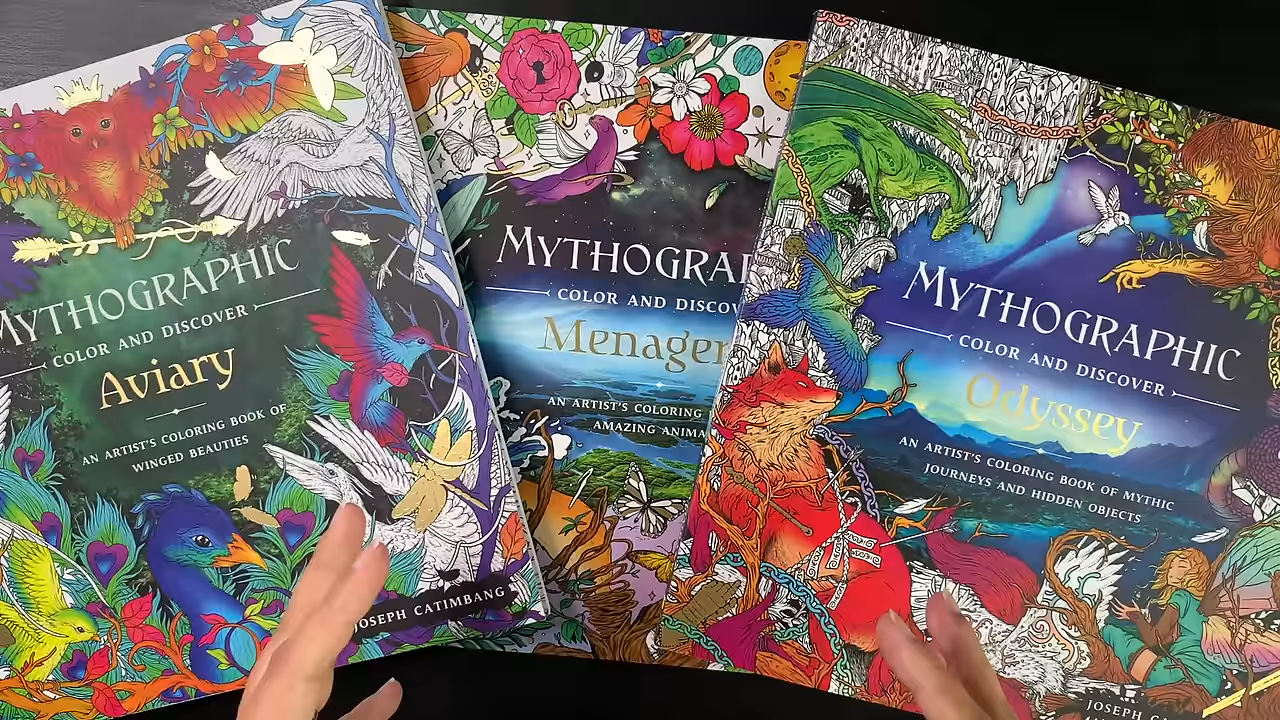 MYTHOGRAPHIC
COLOR AND DISCOVER
Aviary
AN ARTIST'S COLORING BOOK OF
WINGED BEAUTIES
JOSEPH CATIMBANG
MYTHOGRAP
COLOR AND DISCOV
Menager
AN ARTIST'S COLORING
AMAZING ANIMA
MYTHOGRAPHIC
COLOR AND DISCOVER
Odyssey
AN ARTIST'S COLORING BOOK OF MYTHIC
JOURNEYS AND HIDDEN OBJECTS
JOSEPH CAT